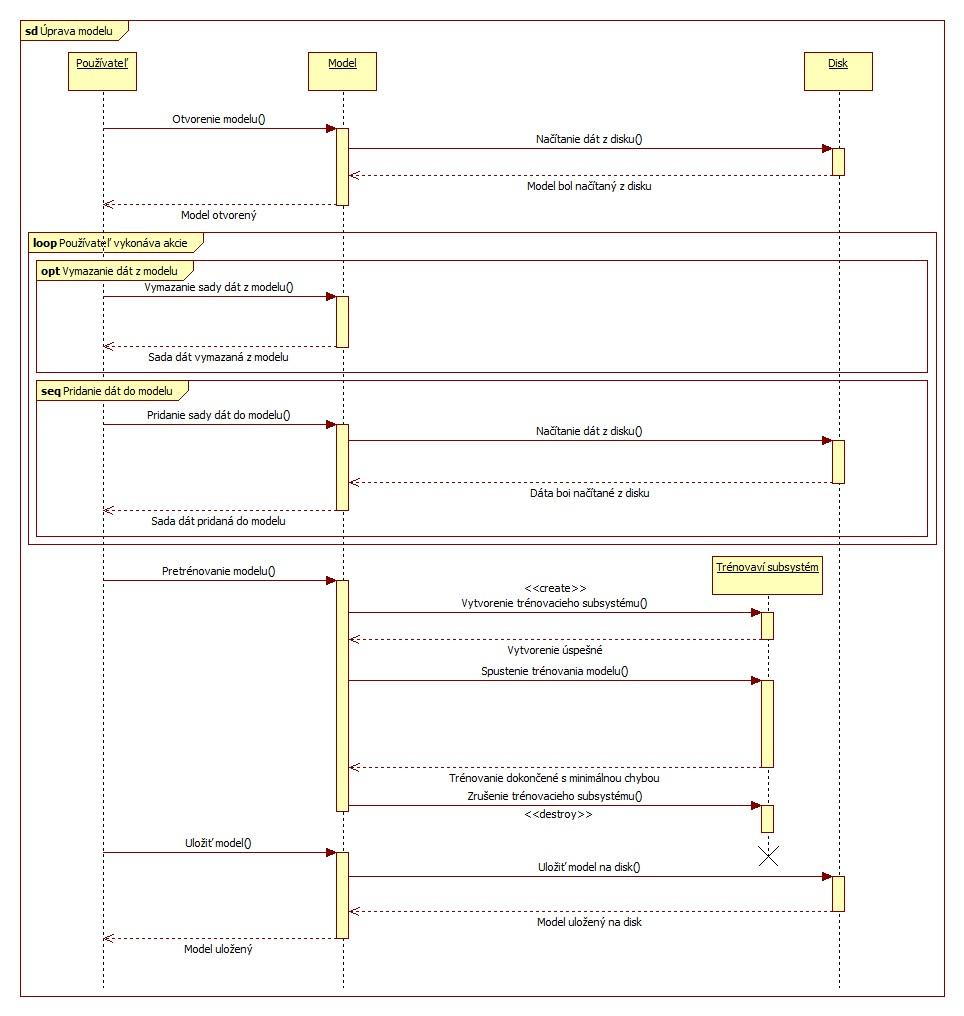 sd Úprava modelu
Používateľ
Model
Disk
Otvorenie modelu()
Načítanie dát z disku()
Model bol načítaný z disku
Model otvorený
loop Používateľ vykonáva akcie
opt Vymazanie dát z modelu
Vymazanie sady dát z modelu()
Sada dát vymazaná z modelu
seq Pridanie dát do modelu
Pridanie sady dát do modelu()
Načítanie dát z disku()
Dáta boi načítané z disku
Sada dát pridaná do modelu
Pretrénovanie modelu()
Trénovaví subsystém
<<create>>
Vytvorenie trénovacieho subsystému()
Vytvorenie úspešné
Spustenie trénovania modelu()
Trénovanie dokončené s minimálnou chybou
Zrušenie trénovacieho subsystému()
<<destroy>>
Uložiť model()
Uložiť model na disk()
Model uložený na disk
Model uložený